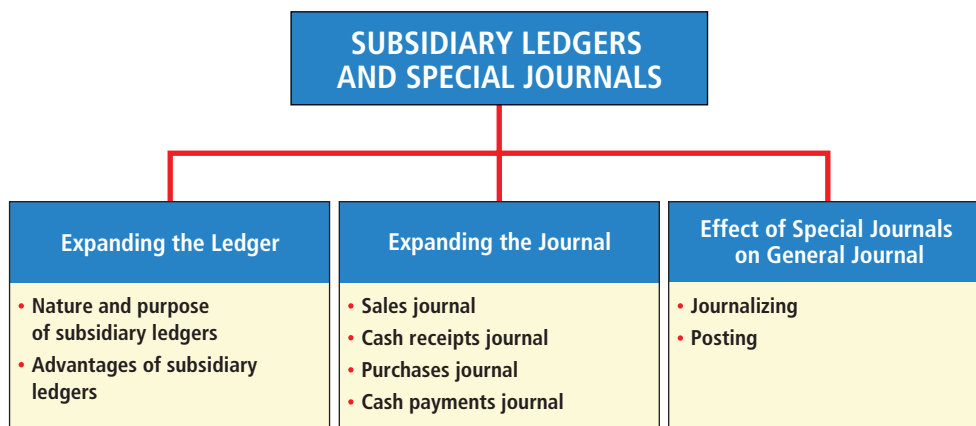 SUBSIDIARY LEDGERS
AND SPECIAL JOURNALS
Expanding the Ledger
• Nature and purpose
of subsidiary ledgers
• Advantages of subsidiary
ledgers
Expanding the Journal
• Sales journal
• Cash receipts journal
• Purchases journal
• Cash payments journal
Effect of Special Journals
on General Journal
• Journalizing
• Posting